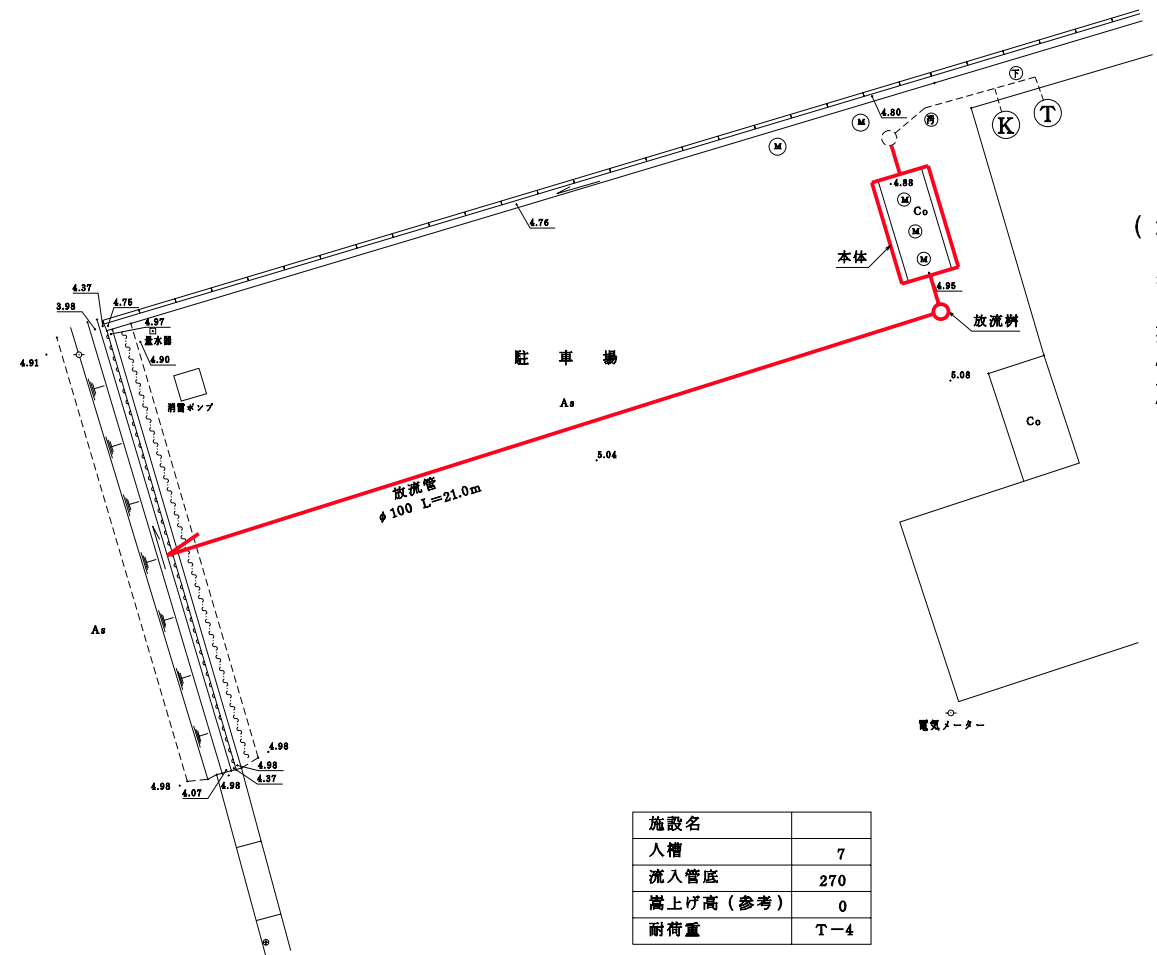 下
4.80
M
汚
K
T
M
4.88
M
Co
M
M
本体
4.95
放流桝
4.76
4.37
4.75
3.98
4.97
量水器
4.90
4.91
消雪ポンプ
駐車場
As
5.08
Co
5.04
放流管
φ100 L=21.0m
As
電気メーター
4.98
4.98
4.37
4.98
4.07
4.98
(
施設名
人槽 7
流入管底 270
嵩上げ高(参考) 0
耐荷重 T-4